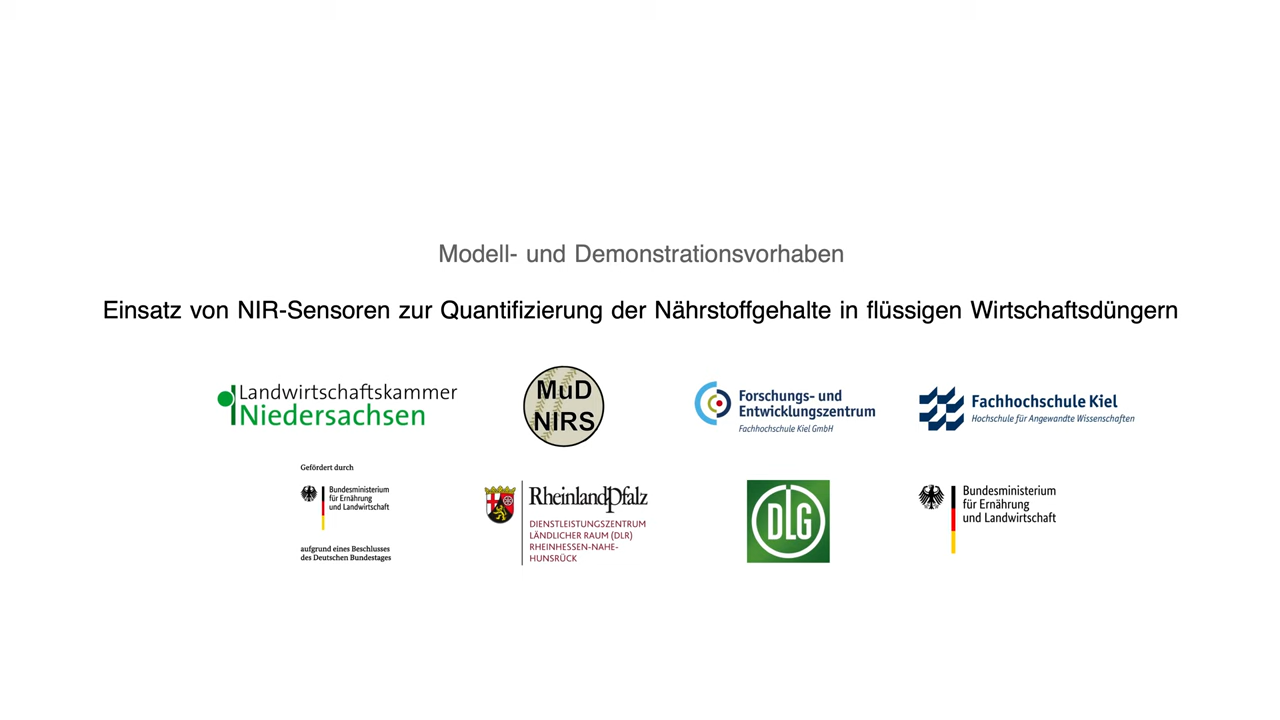 Modell- und Demonstrationsvorhaben
Einsatz von NIR-Sensoren zur Quantifizierung der Nährstoffgehalte in flüssigen Wirtschaftsdüngern
Landwirtschaftskammer
Niedersachsen
MuD
NIRS
Forschungs- und
Entwicklungszentrum
Fachhochschule Kiel GmbH
Fachhochschule Kiel
Hochschule für Angewandte Wissenschaften
Gefördert durch
Bundesministerium
für Ernährung
und Landwirtschaft
aufgrund eines Beschlusses
des Deutschen Bundestages
RheinlandPfalz
DIENSTLEISTUNGSZENTRUM
LÄNDLICHER RAUM (DLR)
RHEINHESSEN-NAHE-
HUNSRÜCK
DLG
Bundesministerium
für Ernährung
und Landwirtschaft